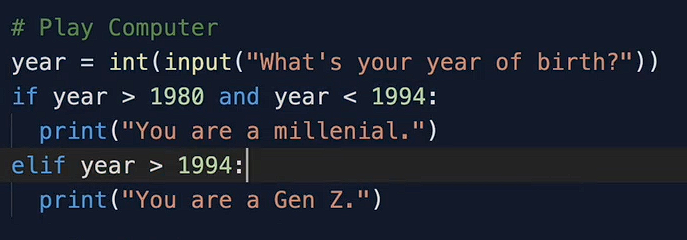 # Play Computer
year = int(input("What's your year of birth?"))
if year > 1980 and year < 1994:
  print("You are a millenial.")
elif year > 1994:
  print("You are a Gen Z.")